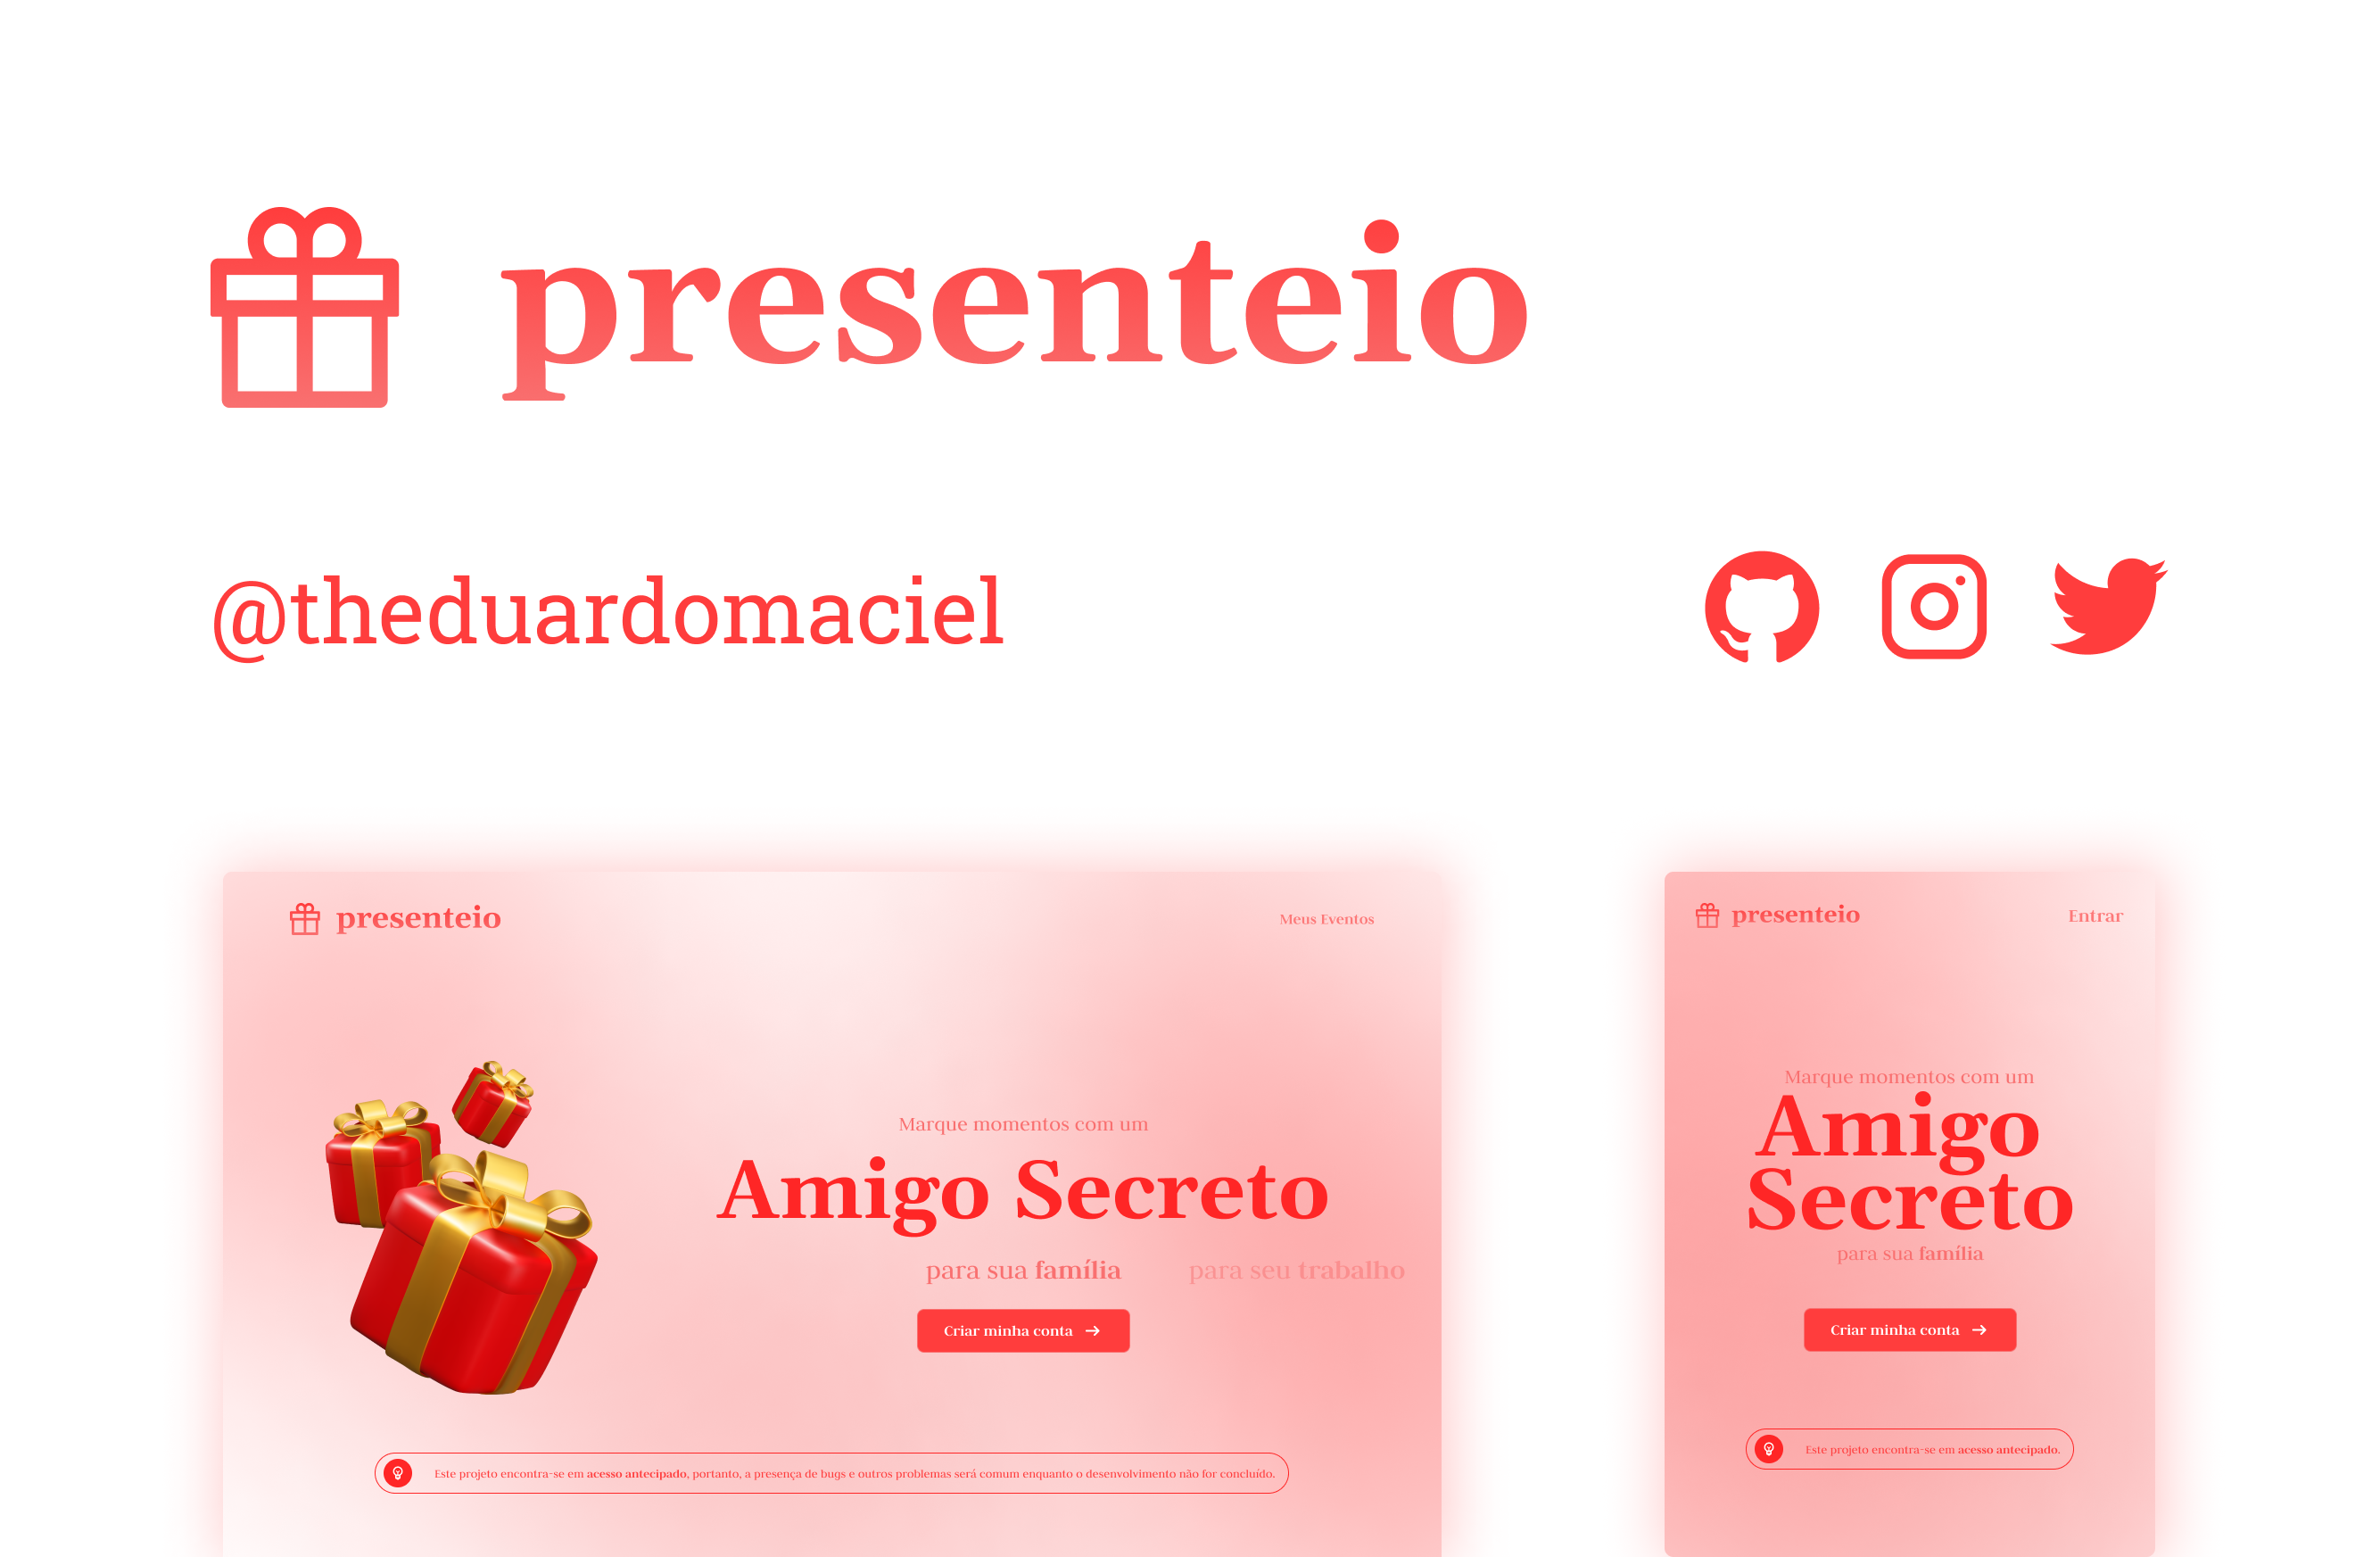 presenteio
@theduardomaciel
presenteio
Meus Eventos
Marque momentos com um
Amigo Secreto
para sua família
para seu trabalho
Criar minha conta
Este projeto encontra-se em acesso antecipado, portanto, a presença de bugs e outros problemas será comum enquanto o desenvolvimento não for concluído.
presenteio
Entrar
Marque momentos com um
Amigo
Secreto
para sua família
Criar minha conta
Este projeto encontra-se em acesso antecipado.